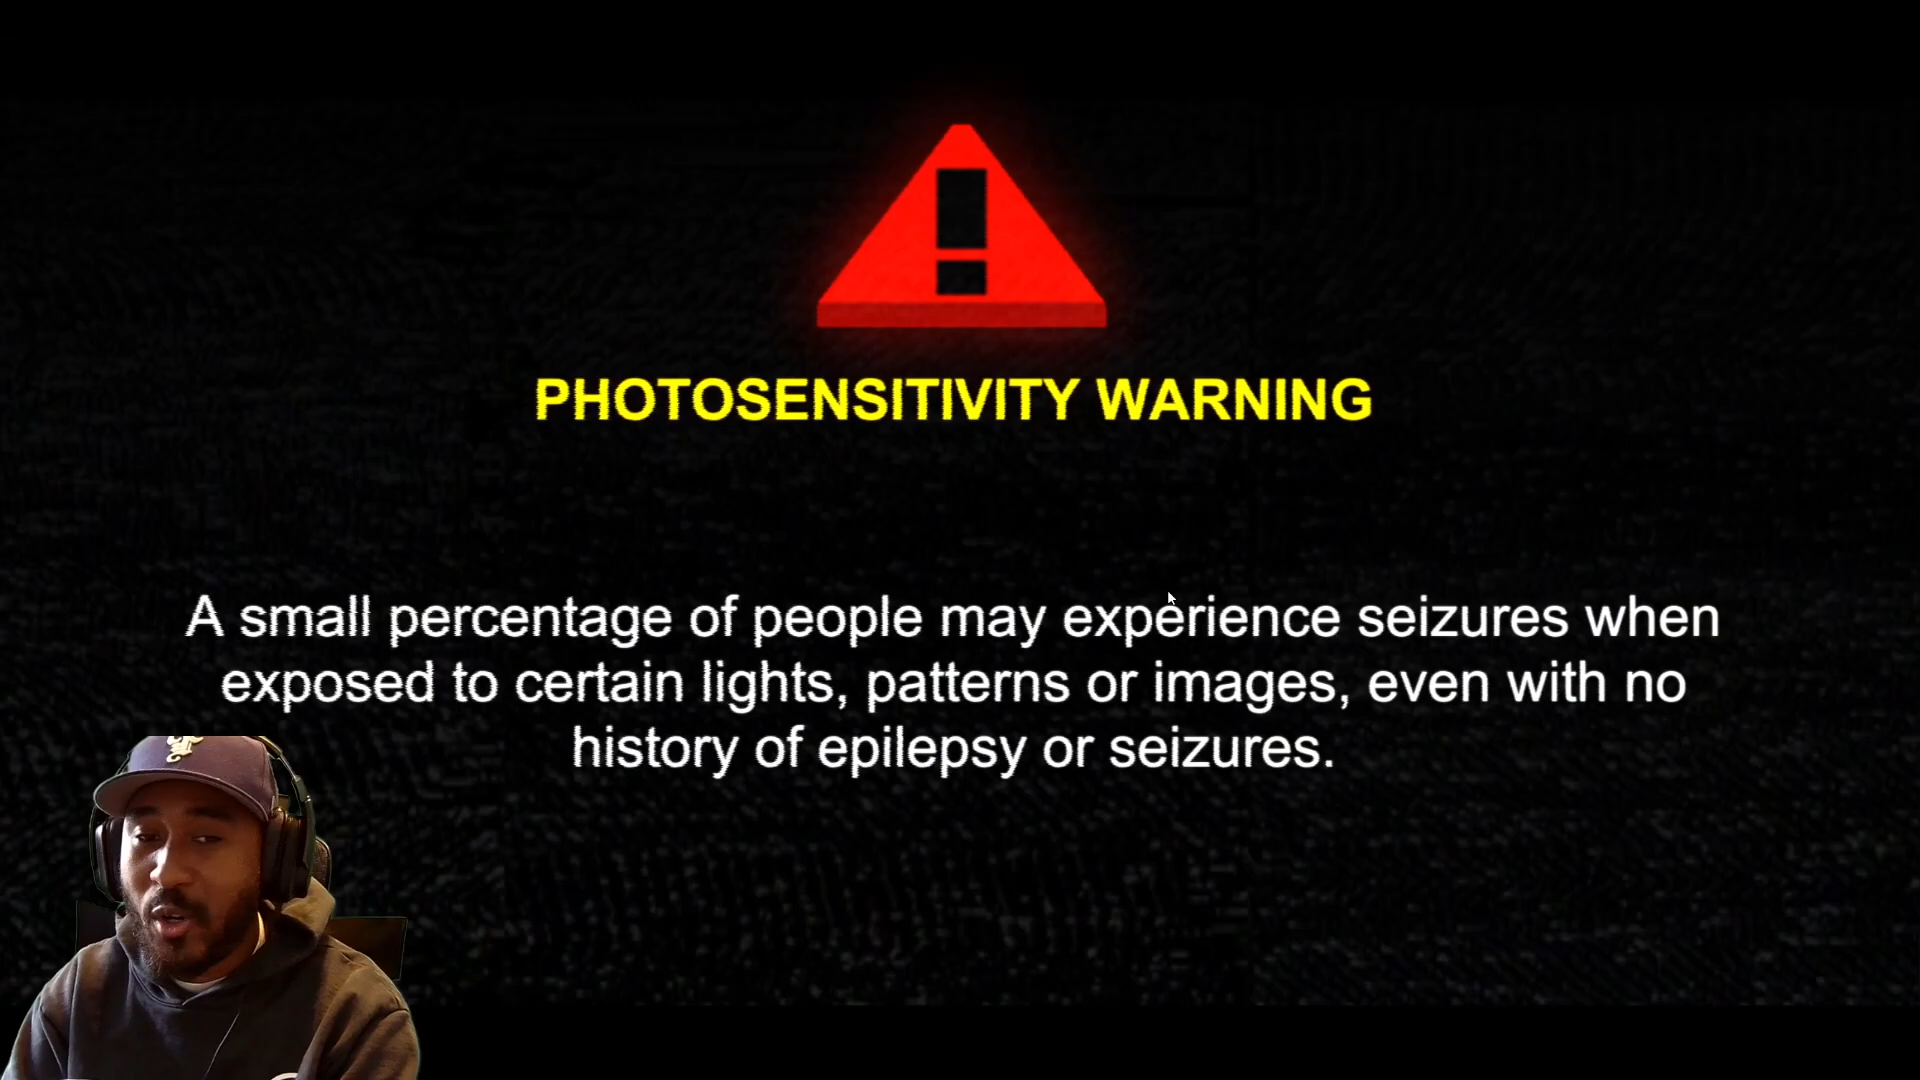 PHOTOSENSITIVITY WARNING
A small percentage of people may experience seizures when
exposed to certain lights, patterns or images, even with no
history of epilepsy or seizures.